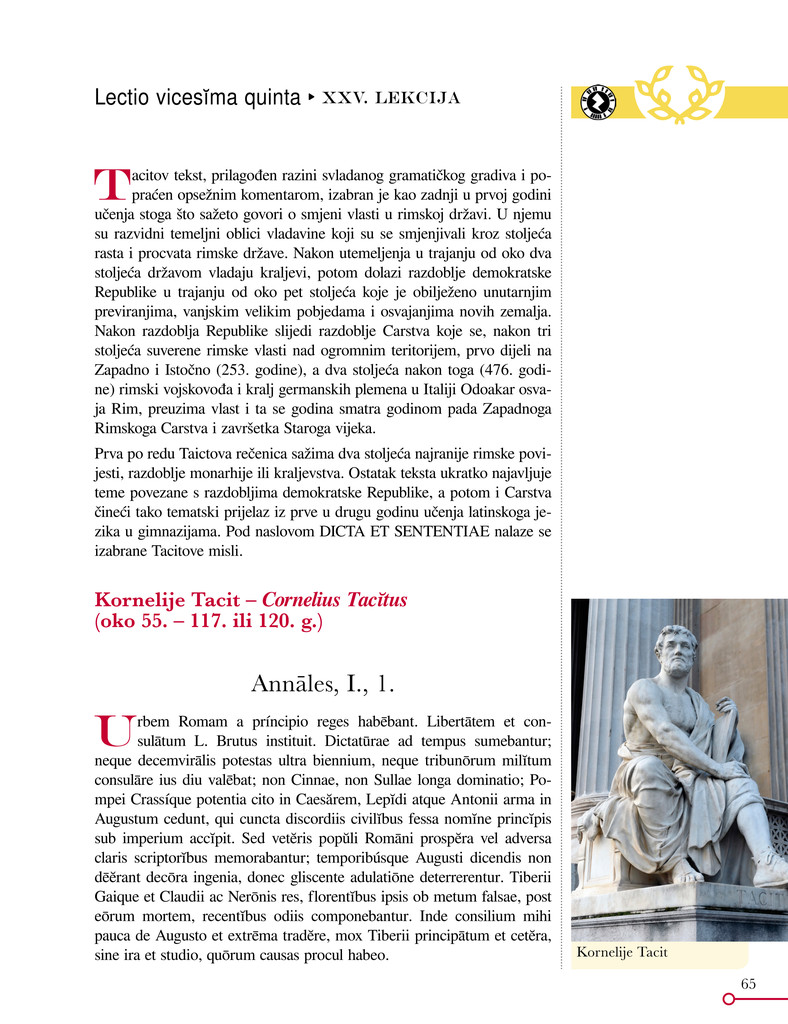 Lectio vicesĭma quinta ▸ XXV. LEKCIJA
Tacitov tekst, prilagođen razini svladanog gramatičkog gradiva i po-
praćen opsežnim komentarom, izabran je kao zadnji u prvoj godini
učenja stoga što sažeto govori o smjeni vlasti u rimskoj državi. U njemu
su razvidni temeljni oblici vladavine koji su se smjenjivali kroz stoljeća
rasta i procvata rimske države. Nakon utemeljenja u trajanju od oko dva
stoljeća državom vladaju kraljevi, potom dolazi razdoblje demokratske
Republike u trajanju od oko pet stoljeća koje je obilježeno unutarnjim
previranjima, vanjskim velikim pobjedama i osvajanjima novih zemalja.
Nakon razdoblja Republike slijedi razdoblje Carstva koje se, nakon tri
stoljeća suverene rimske vlasti nad ogromnim teritorijem, prvo dijeli na
Zapadno i Istočno (253. godine), a dva stoljeća nakon toga (476. godi-
ne) rimski vojskovođa i kralj germanskih plemena u Italiji Odoakar osva-
ja Rim, preuzima vlast i ta se godina smatra godinom pada Zapadnoga
Rimskoga Carstva i završetka Staroga vijeka.
Prva po redu Taictova rečenica sažima dva stoljeća najranije rimske povi-
jesti, razdoblje monarhije ili kraljevstva. Ostatak teksta ukratko najavljuje
teme povezane s razdobljima demokratske Republike, a potom i Carstva
čineći tako tematski prijelaz iz prve u drugu godinu učenja latinskoga je-
zika u gimnazijama. Pod naslovom DICTA ET SENTENTIAE nalaze se
izabrane Tacitove misli.
Kornelije Tacit – Cornelius Tacĭtus
(oko 55. – 117. ili 120. g.)
Annāles, I., 1.
Urbem Romam a príncipio reges habēbant. Libertātem et con-
sulātum L. Brutus instituit. Dictatūrae ad tempus sumebantur;
neque decemvirālis potestas ultra biennium, neque tribunōrum milĭtum
consulāre ius diu valēbat; non Cinnae, non Sullae longa dominatio; Po-
mpei Crassíque potentia cito in Caesărem, Lepĭdi atque Antonii arma in
Augustum cedunt, qui cuncta discordiis civilĭbus fessa nomĭne princĭpis
sub imperium accĭpit. Sed vetĕris popŭli Romāni prospĕra vel adversa
claris scriptorĭbus memorabantur; temporibúsque Augusti dicendis non
dēĕrant decōra ingenia, donec gliscente adulatiōne deterrerentur. Tiberii
Gaique et Claudii ac Nerōnis res, florentĭbus ipsis ob metum falsae, post
eōrum mortem, recentĭbus odiis componebantur. Inde consilium mihi
pauca de Augusto et extrēma tradĕre, mox Tiberii principātum et cetĕra,
sine ira et studio, quōrum causas procul habeo.
TACIT
Kornelije Tacit
65